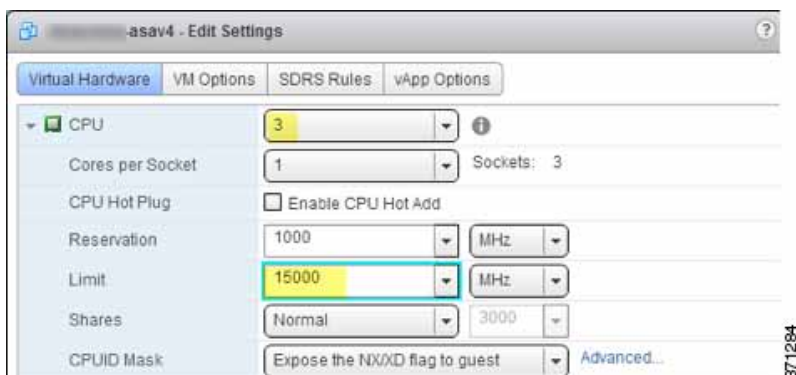 asav4 - Edit Settings ?
Virtual Hardware VM Options SDRS Rules vApp Options
CPU 3
Cores per Socket 1 Sockets: 3
CPU Hot Plug Enable CPU Hot Add
Reservation 1000 MHz
Limit 15000 MHz
Shares Normal 3000
CPUID Mask Expose the NX/XD flag to guest Advanced...
371284